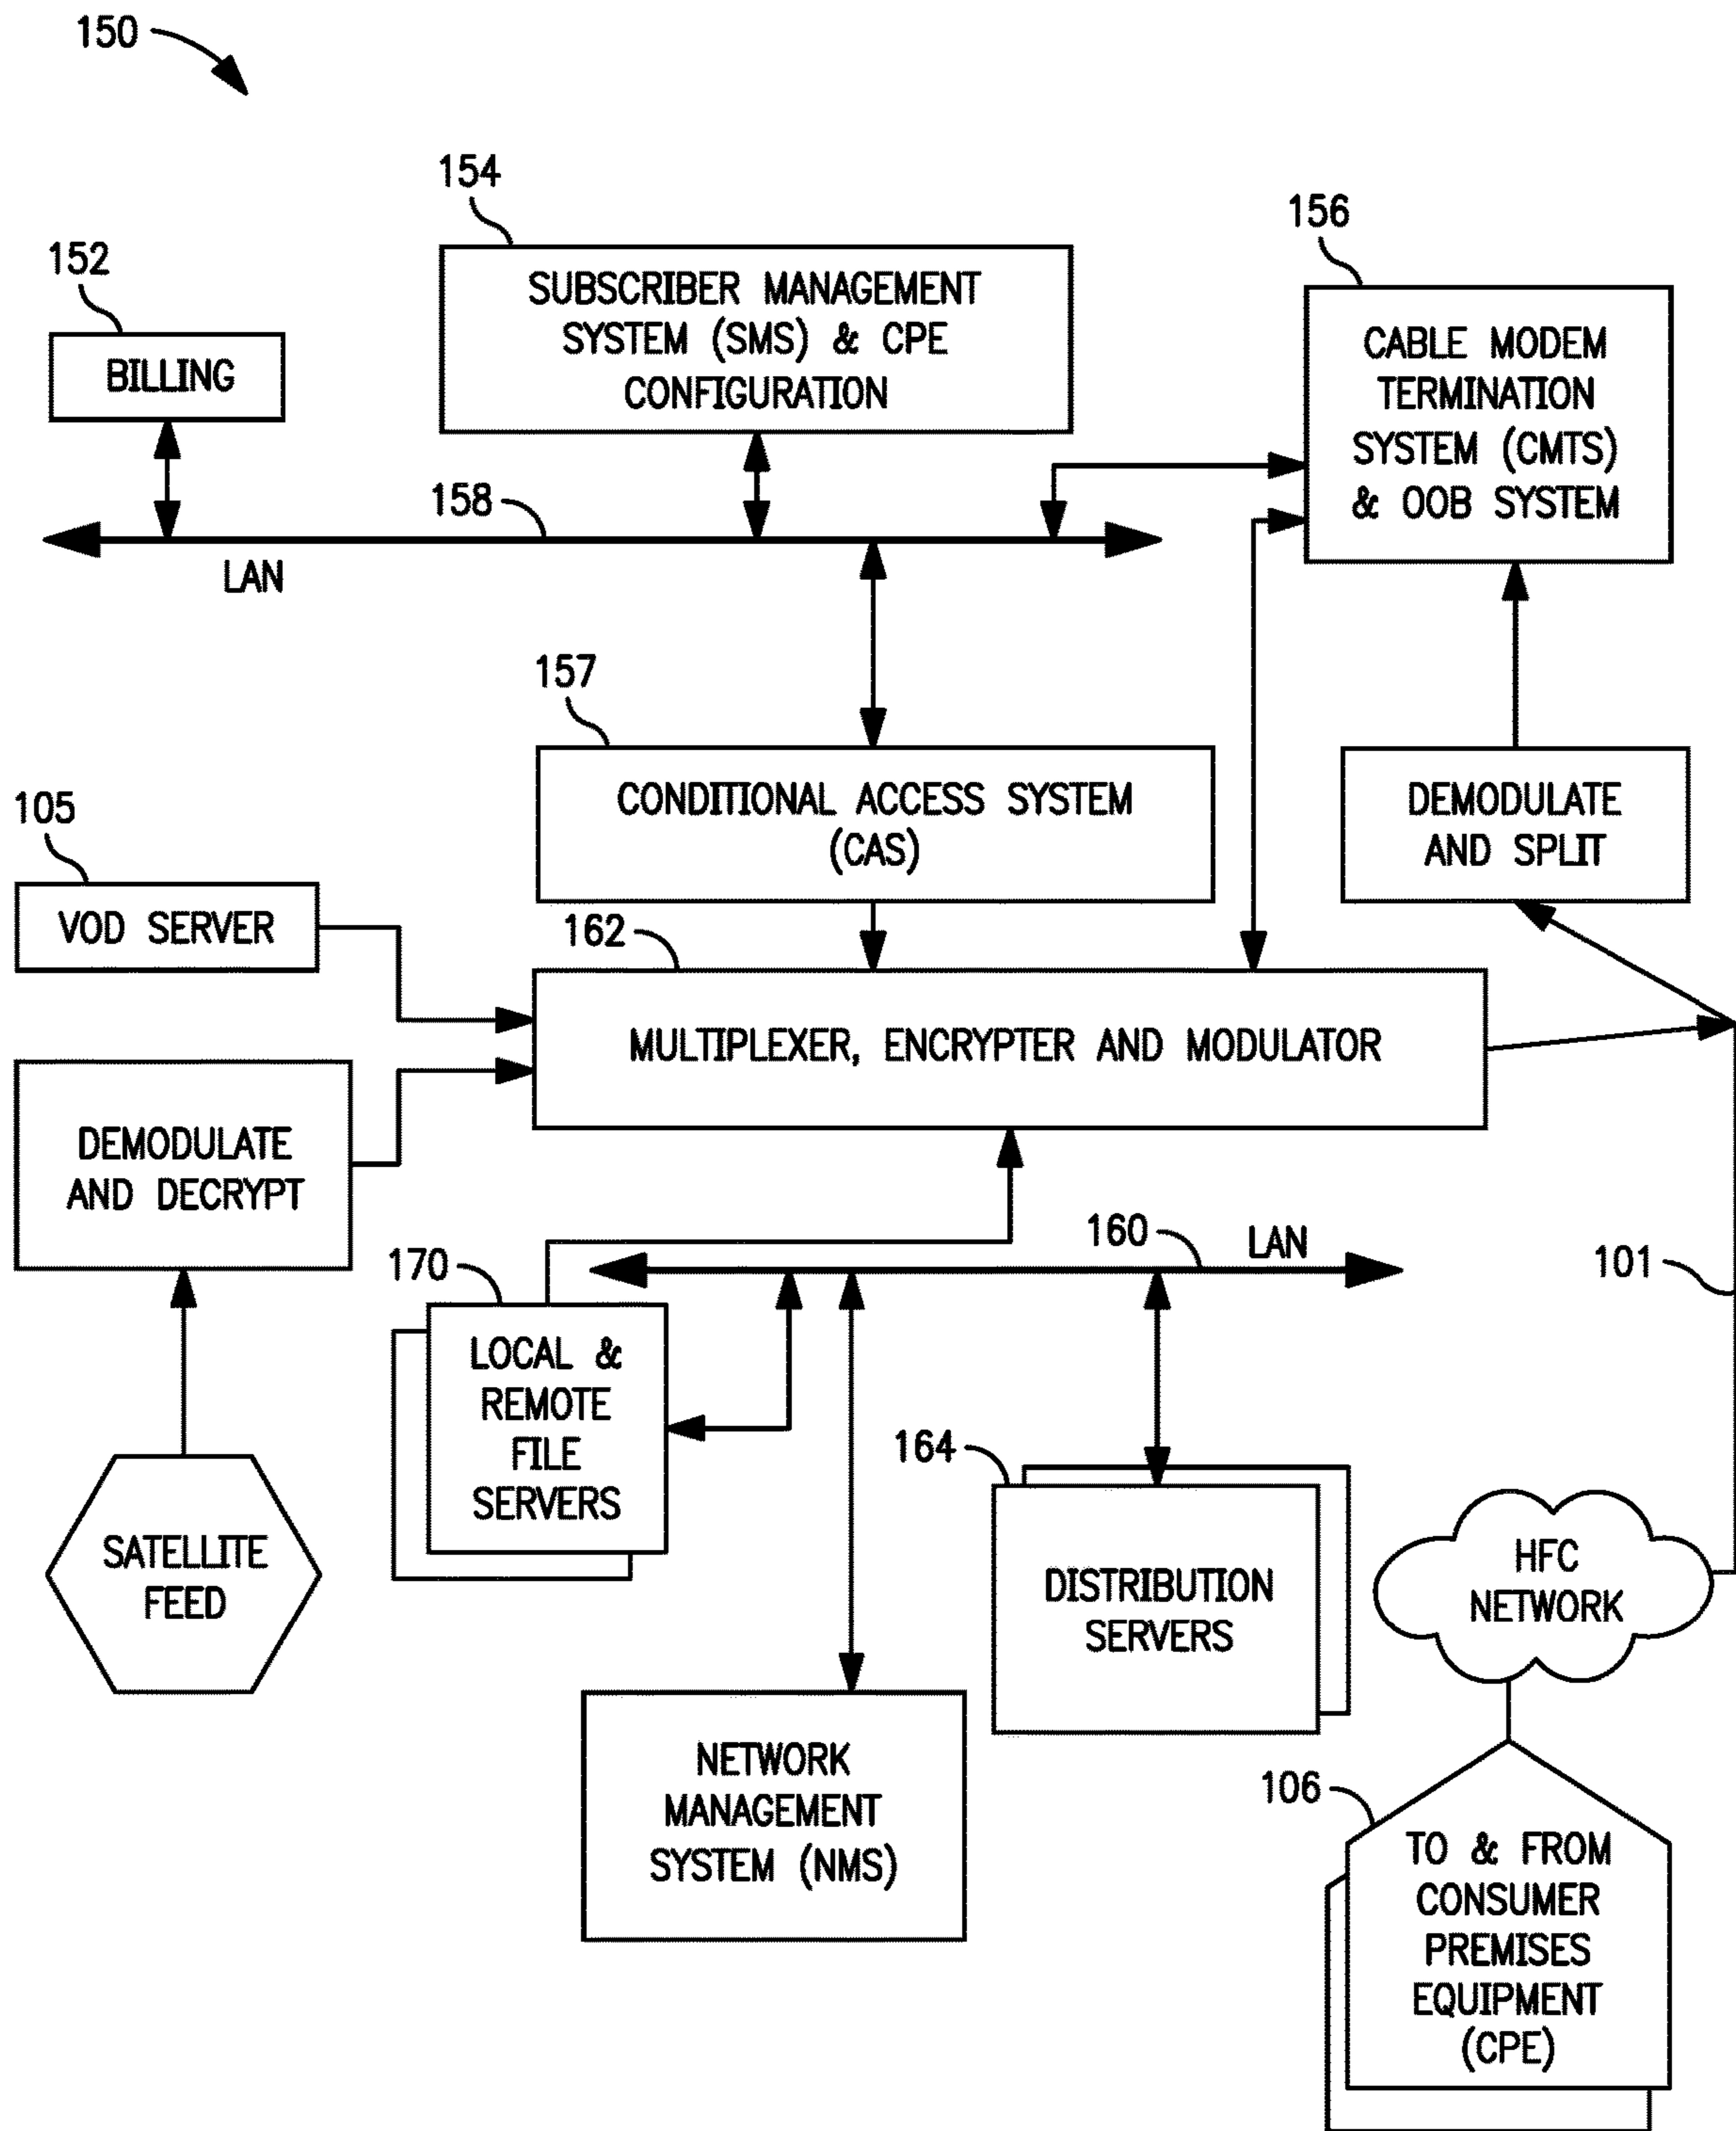 150
154
SUBSCRIBER MANAGEMENT
SYSTEM (SMS) & CPE
CONFIGURATION
156
CABLE MODEM
TERMINATION
SYSTEM (CMTS)
& OOB SYSTEM
152
BILLING
158
LAN
157
CONDITIONAL ACCESS SYSTEM
(CAS)
DEMODULATE
AND SPLIT
105
VOD SERVER
162
MULTIPLEXER, ENCRYPTER AND MODULATOR
DEMODULATE
AND DECRYPT
170
LOCAL &
REMOTE
FILE
SERVERS
160
LAN
101
SATELLITE
FEED
164
DISTRIBUTION
SERVERS
HFC
NETWORK
NETWORK
MANAGEMENT
SYSTEM (NMS)
106
TO & FROM
CONSUMER
PREMISES
EQUIPMENT
(CPE)